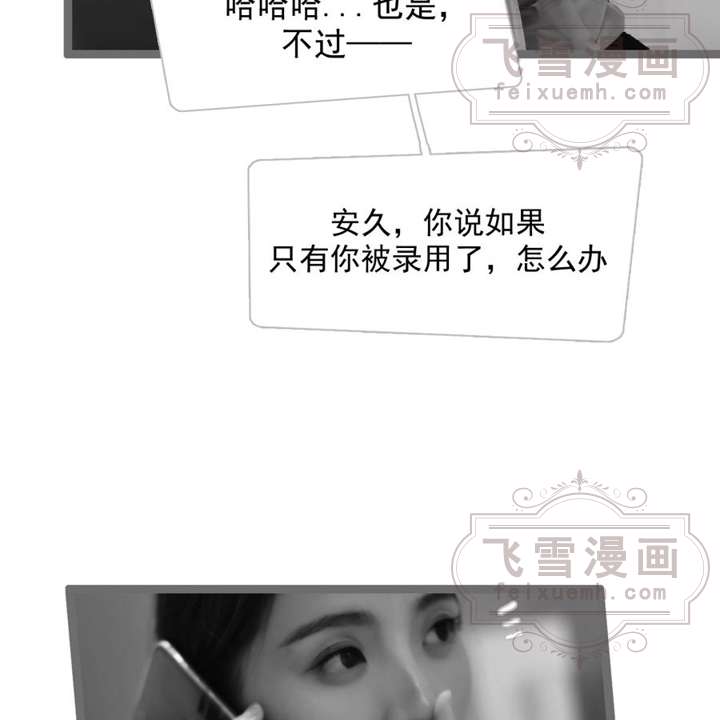 哈哈哈...也是，
不过——
飞雪漫画
feixuemh.com
安久，你说如果
只有你被录用了，怎么办
飞雪漫画
feixuemh.com